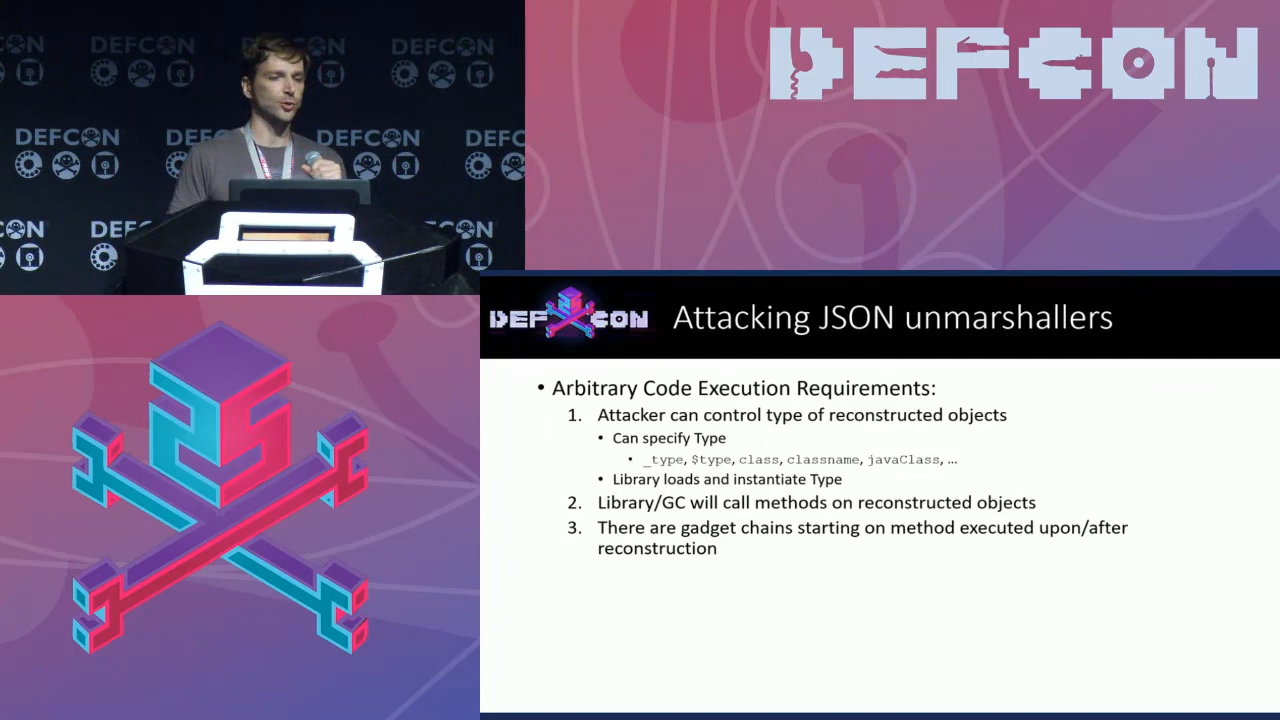 DEFCON
DEFCON
DEFCON
DEFCON
DEFCON
DEFCON
DEFCON
DEFCON
DEFCON
DEF CON
Attacking JSON unmarshallers
• Arbitrary Code Execution Requirements:
1. Attacker can control type of reconstructed objects
• Can specify Type
• _type, $type, class, classname, javaClass, …
• Library loads and instantiate Type
2. Library/GC will call methods on reconstructed objects
3. There are gadget chains starting on method executed upon/after
reconstruction